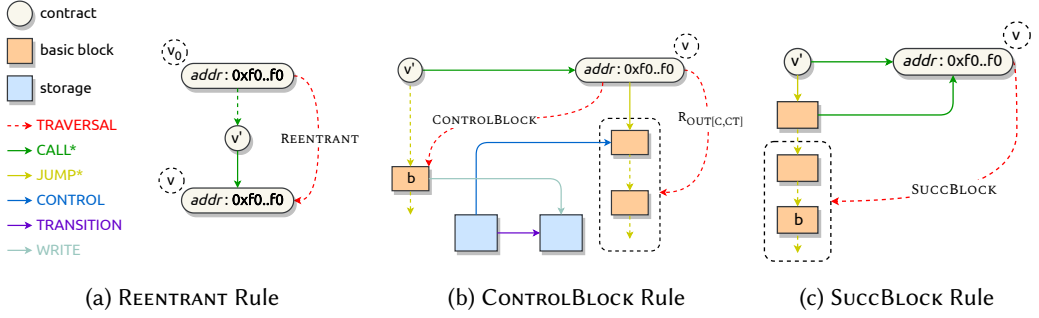 contract
basic block
storage
TRAVERSAL
CALL*
JUMP*
CONTROL
TRANSITION
WRITE
v₀
addr: 0xf0..f0
v'
REENTRANT
v
addr: 0xf0..f0
(a) REENTRANT Rule
v
v'
addr: 0xf0..f0
CONTROLBLOCK
R_OUT[C,CT]
b
(b) CONTROLBLOCK Rule
v
v'
addr: 0xf0..f0
SUCCBLOCK
b
(c) SUCCBLOCK Rule